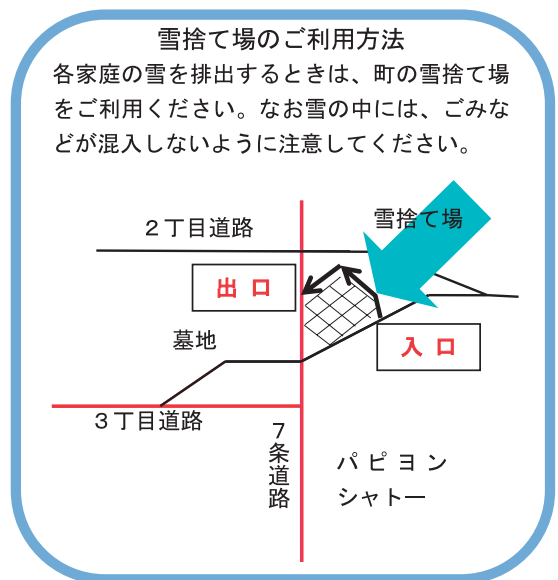 雪捨て場のご利用方法
各家庭の雪を排出するときは、町の雪捨て場
をご利用ください。なお雪の中には、ごみな
どが混入しないように注意してください。
雪捨て場
２丁目道路
出 口
墓地
入 口
３丁目道路
７条道路
パ ピ ヨ ン
シャトー